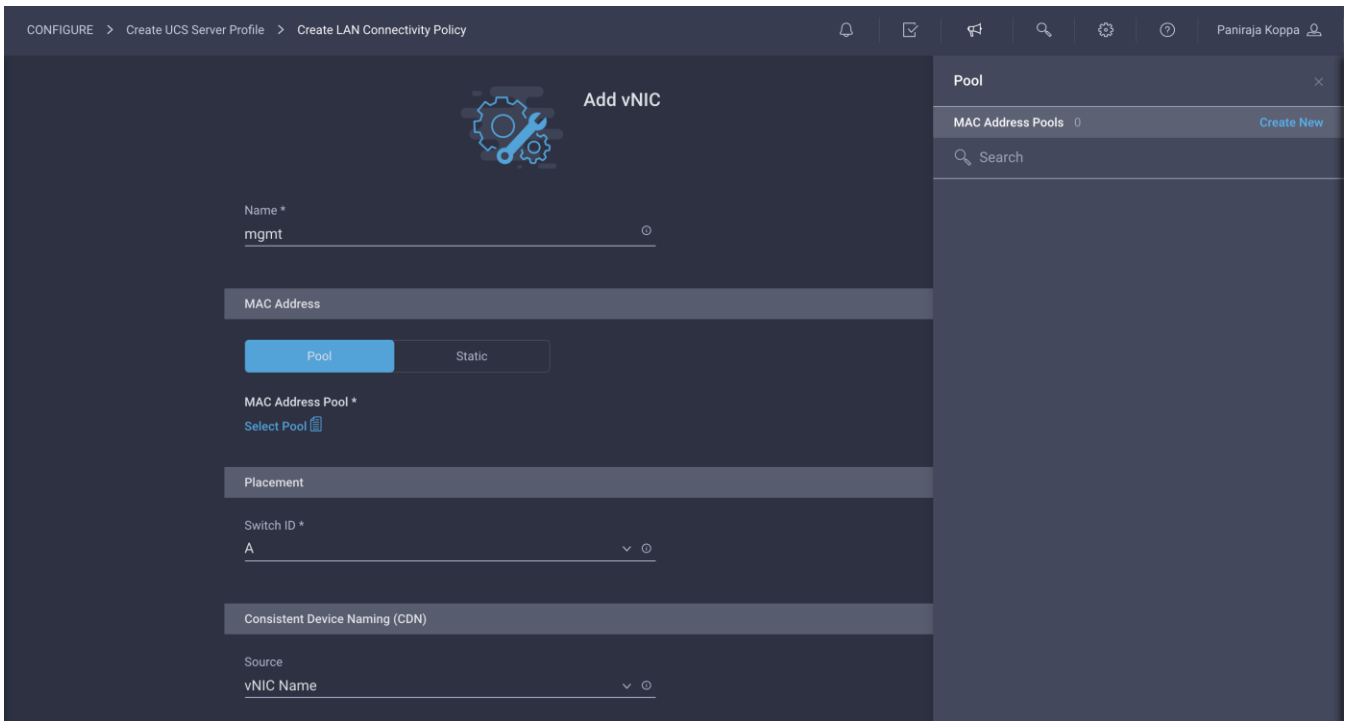 CONFIGURE > Create UCS Server Profile > Create LAN Connectivity Policy
Paniraja Koppa
Add vNIC
Name *
mgmt
MAC Address
Pool Static
MAC Address Pool *
Select Pool
Placement
Switch ID *
A
Consistent Device Naming (CDN)
Source
vNIC Name
Pool
MAC Address Pools 0 Create New
Search